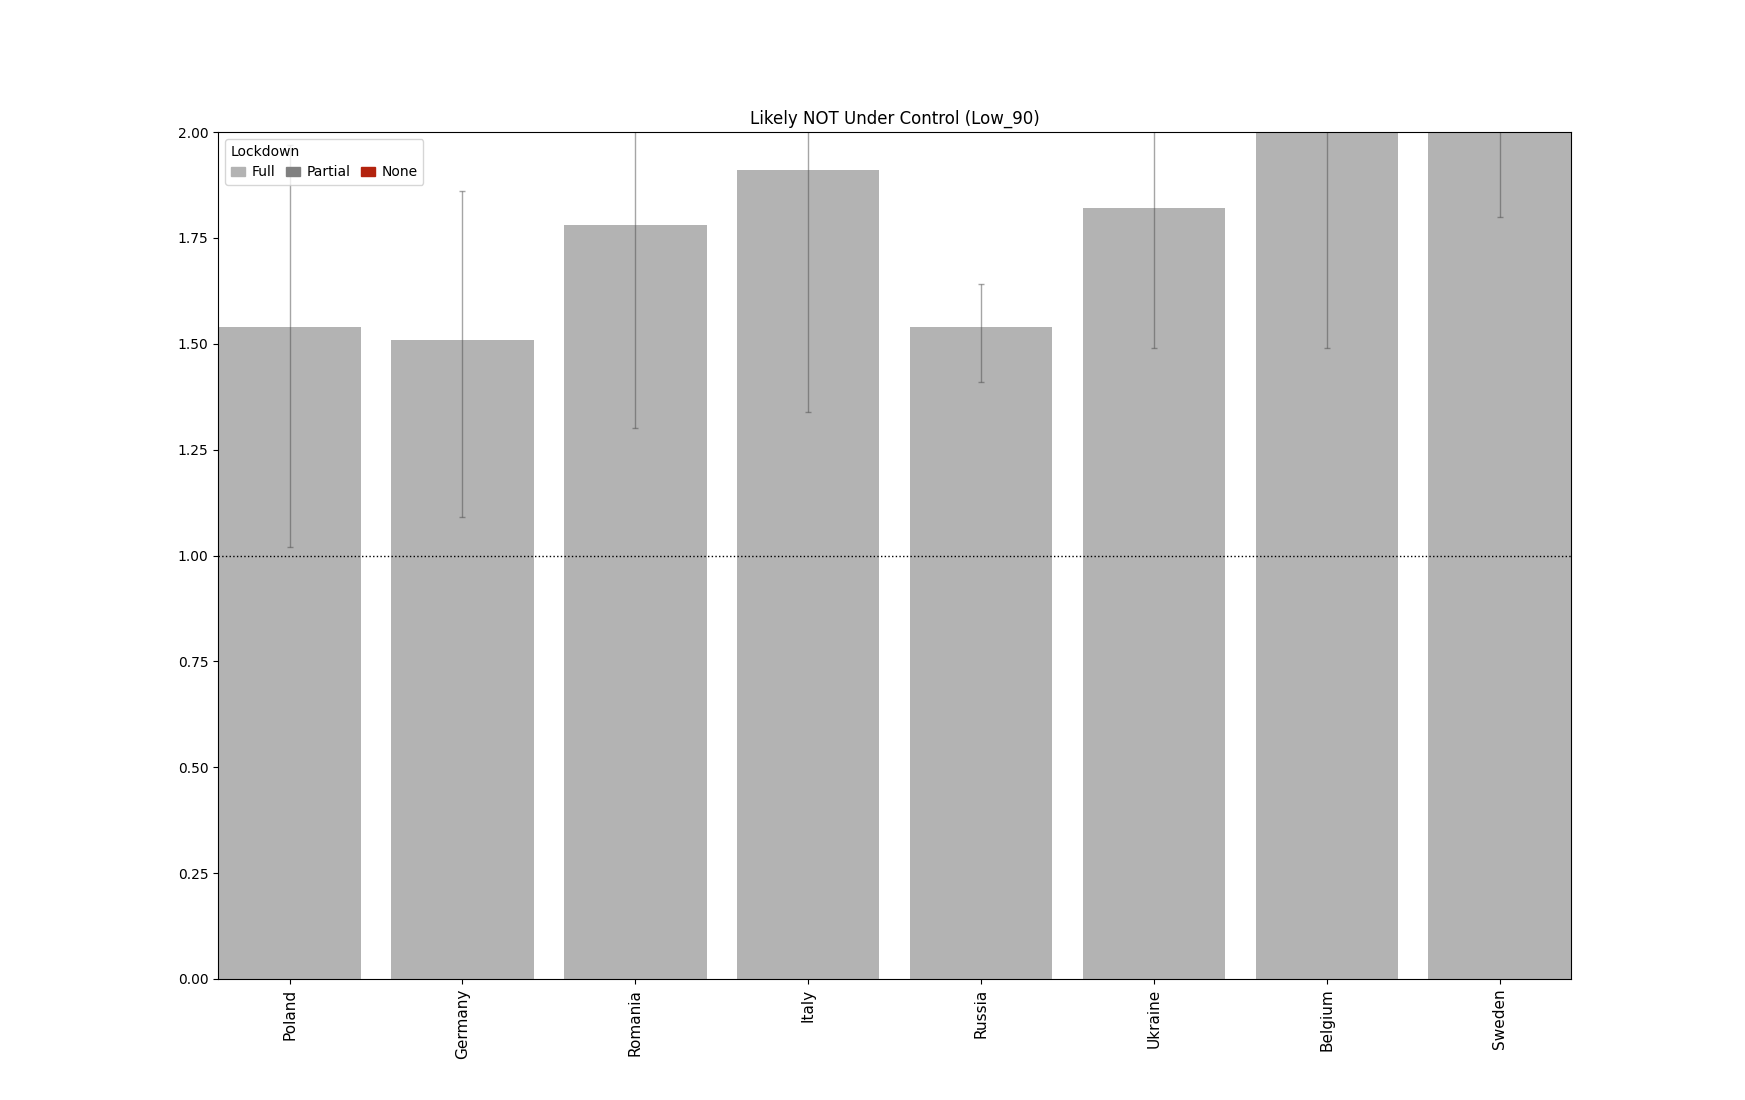 Likely NOT Under Control (Low_90)
Lockdown
Full Partial None
2.00
1.75
1.50
1.25
1.00
0.75
0.50
0.25
0.00
Poland
Germany
Romania
Italy
Russia
Ukraine
Belgium
Sweden